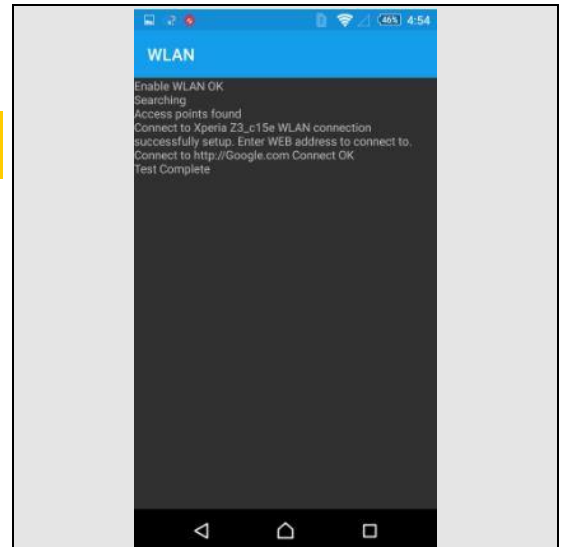 46% 4:54
WLAN
Enable WLAN OK
Searching
Access points found
Connect to Xperia Z3_c15e WLAN connection
successfully setup. Enter WEB address to connect to.
Connect to http://Google.com Connect OK
Test Complete